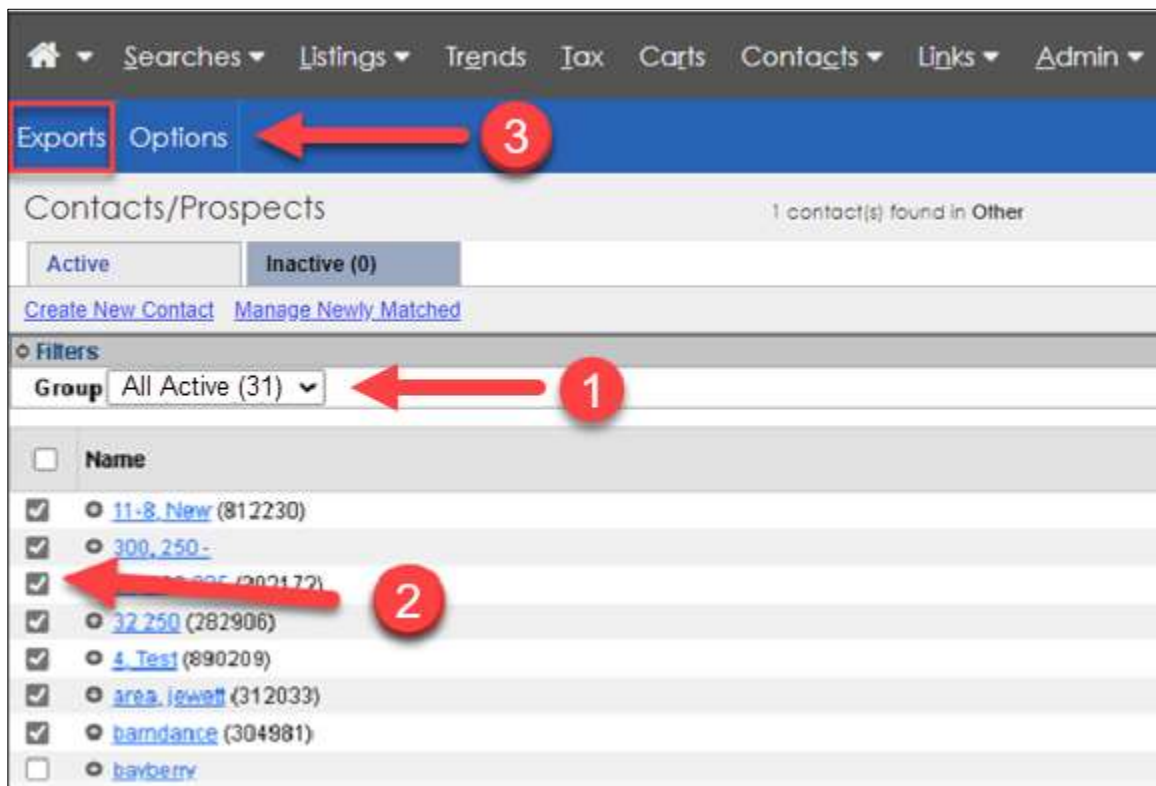 Searches Listings Trends Tax Carts Contacts Links Admin
Exports Options 3
Contacts/Prospects 1 contact(s) found in Other
Active Inactive (0)
Create New Contact Manage Newly Matched
Filters
Group All Active (31) 1
Name
11-8, New (812230)
300, 250-
2
32 250 (282906)
4, Test (890209)
area, jewett (312033)
barndance (304981)
bayberry